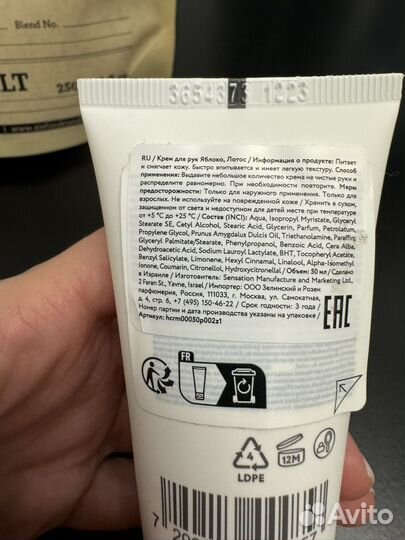 Blend No.
LT
250
3654373 1223
RU / Крем для рук Яблоко, Лотос / Информация о продукте: Питает
и смягчает кожу. Быстро впитывается и имеет легкую текстуру. Способ
применения: Выдавите небольшое количество крема на чистые руки и
распределите равномерно. При необходимости повторите. Меры
предосторожности: Только для наружного применения. Только для
взрослых. Не используйте на поврежденной коже / Хранить в сухом,
защищенном от света и недоступном для детей месте при температуре
от +5 °C до +25 °C / Состав (INCI): Aqua, Isopropyl Myristate, Glyceryl
Stearate SE, Cetyl Alcohol, Stearic Acid, Glycerin, Parfum, Petrolatum,
Propylene Glycol, Prunus Amygdalus Dulcis Oil, Triethanolamine, Paraffin,
Glyceryl Palmitate/Stearate, Phenylpropanol, Benzoic Acid, Cera Alba,
Dehydroacetic Acid, Sodium Laureth Sulfate, BHT, Tocopheryl Acetate,
Benzyl Salicylate, Limonene, Hexyl Cinnamal, Linalool, Alpha-Isomethyl
Ionone, Coumarin, Citronellol, Hydroxycitronellal / Объем: 50 мл / Сделано
в Израиле / Изготовитель: Sensation Manufacture and Marketing Ltd.,
2 Faran St., Yavne, Israel / Импортер: ООО Зелинский и Розен
парфюмерия, Россия, 111033, г. Москва, ул. Самокатная,
д. 4, стр. 6, +7 (495) 150-46-22 / Срок годности: 3 года /
Номер партии и дата производства указаны на упаковке /
Артикул: hcrm00050p002z1
EAC
FR
4
LDPE
12M
7
Avito